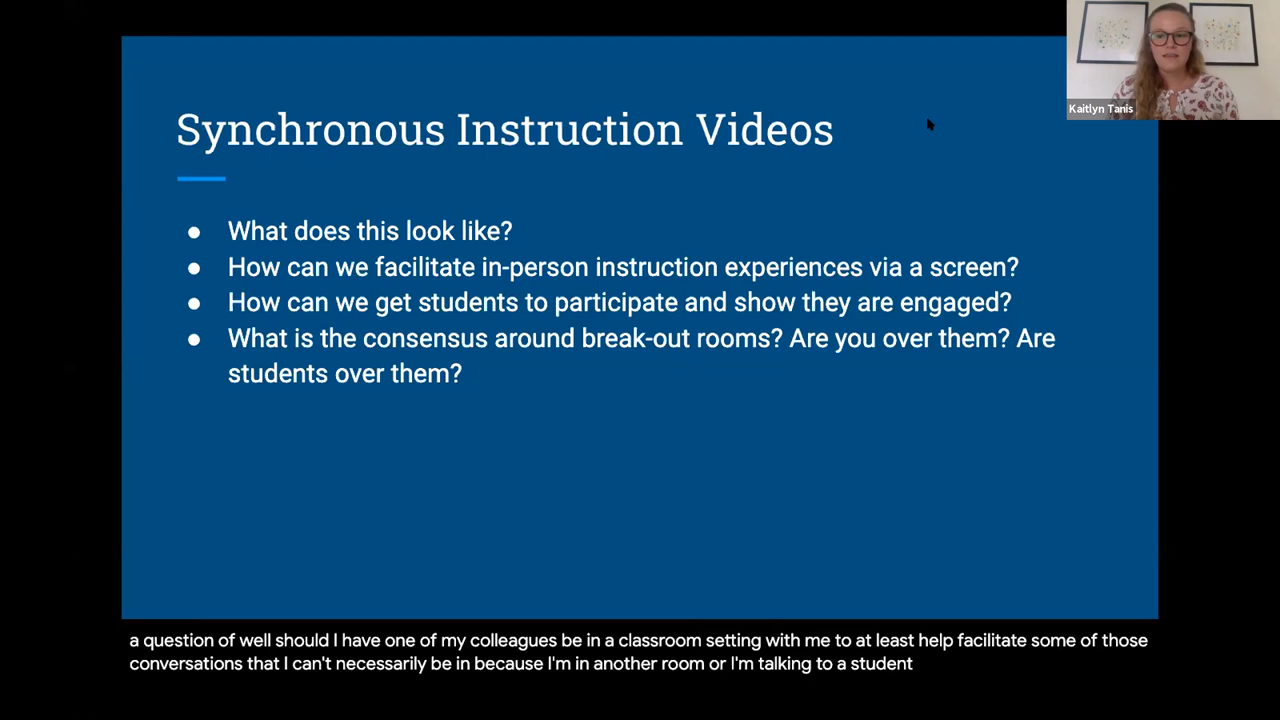 Kaitlyn Tanis
Synchronous Instruction Videos
● What does this look like?
● How can we facilitate in-person instruction experiences via a screen?
● How can we get students to participate and show they are engaged?
● What is the consensus around break-out rooms? Are you over them? Are
students over them?
a question of well should I have one of my colleagues be in a classroom setting with me to at least help facilitate some of those
conversations that I can't necessarily be in because I'm in another room or I'm talking to a student